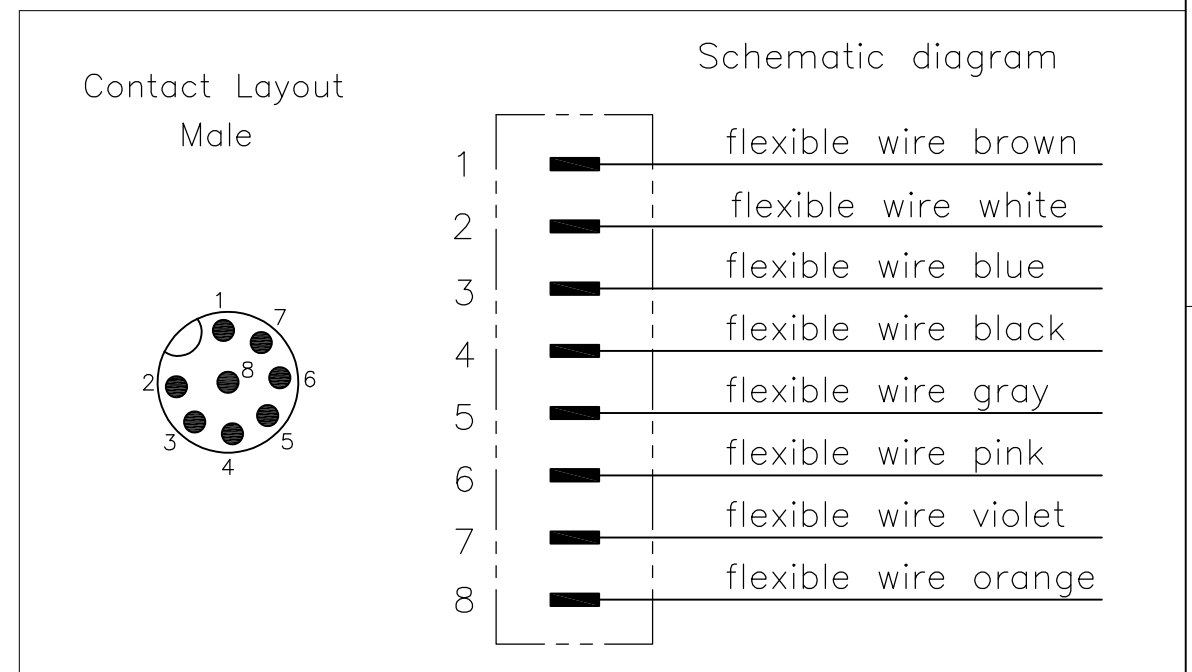 Schematic diagram
Contact Layout
Male
1 flexible wire brown
2 flexible wire white
3 flexible wire blue
4 flexible wire black
5 flexible wire gray
6 flexible wire pink
7 flexible wire violet
8 flexible wire orange
1
7
8
2
6
3
5
4